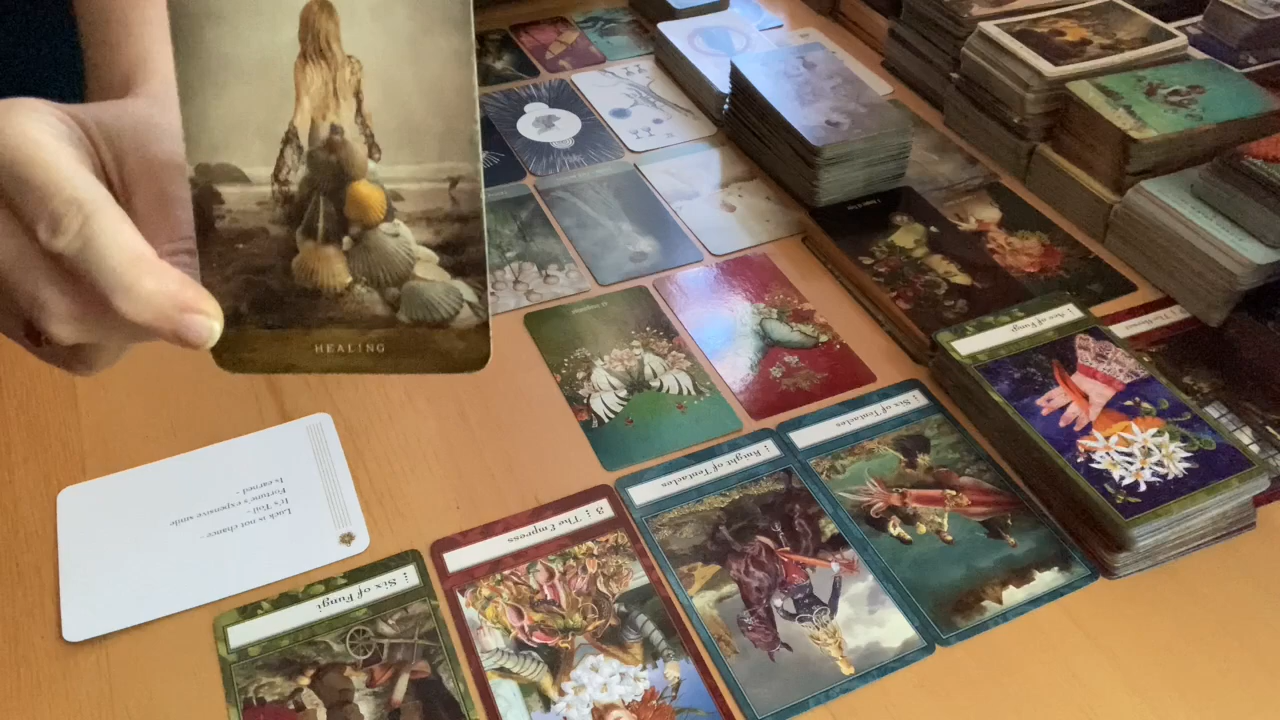 HEALING
Luck is not chance -
It's Toil -
Fortune's expensive smile
Is earned -
Six of Fungi
3 The Empress
Knight of Tentacles
Six of Tentacles
Ace of Fungi